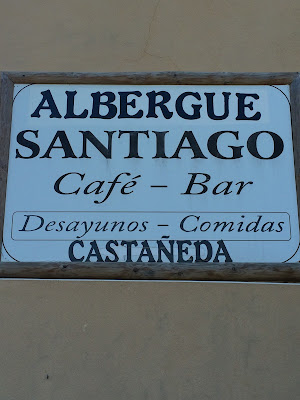 ALBERGUE
SANTIAGO
Café - Bar
Desayunos - Comidas
CASTAÑEDA